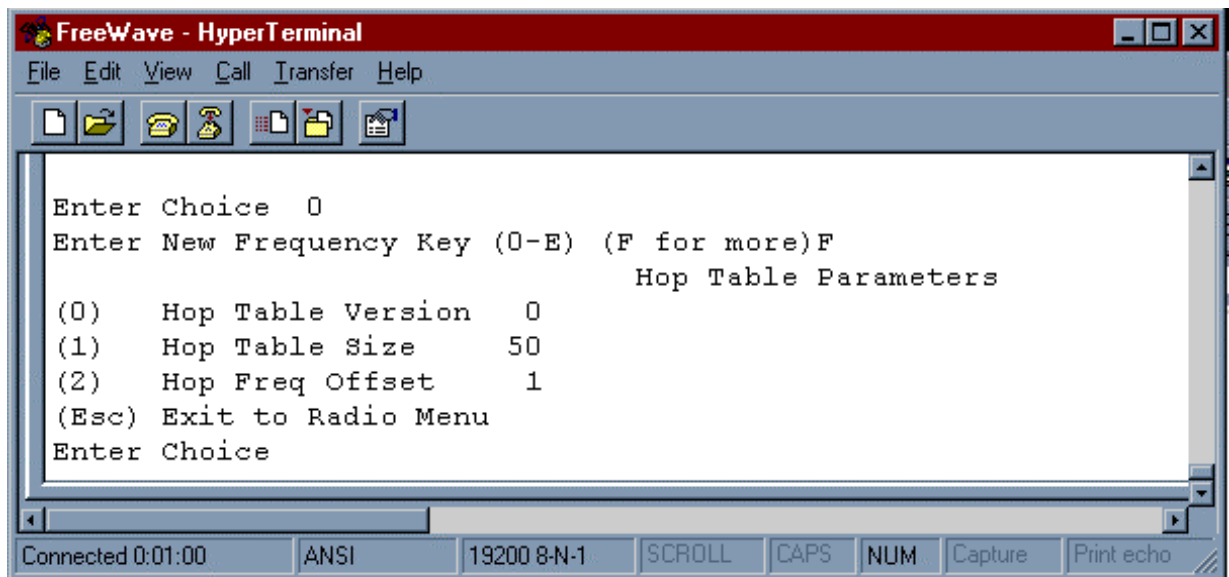 FreeWave - HyperTerminal
File Edit View Call Transfer Help
Enter Choice 0
Enter New Frequency Key (0-E) (F for more)F
Hop Table Parameters
(0) Hop Table Version 0
(1) Hop Table Size 50
(2) Hop Freq Offset 1
(Esc) Exit to Radio Menu
Enter Choice
Connected 0:01:00 ANSI 19200 8-N-1 SCROLL CAPS NUM Capture Print echo